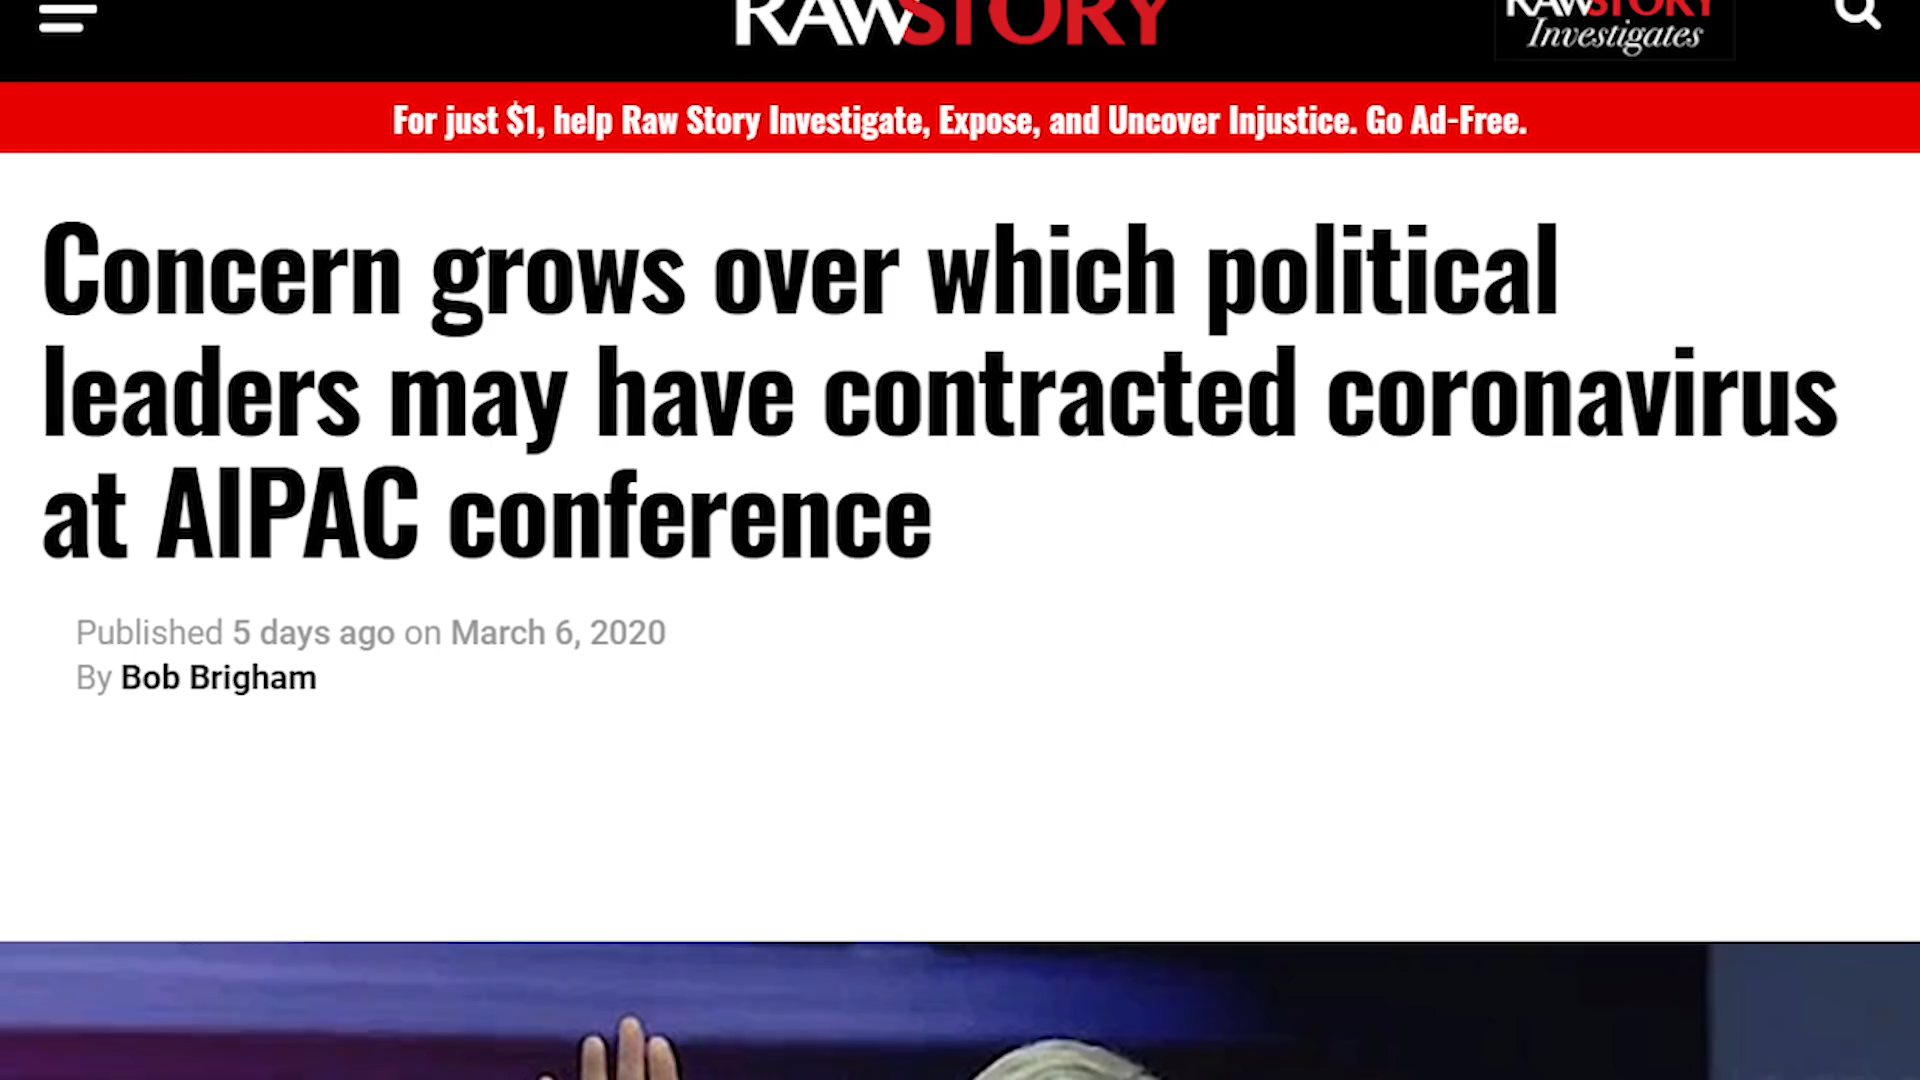 RAWSTORY
RAWSTORY
Investigates
For just $1, help Raw Story Investigate, Expose, and Uncover Injustice. Go Ad-Free.
Concern grows over which political
leaders may have contracted coronavirus
at AIPAC conference
Published 5 days ago on March 6, 2020
By Bob Brigham